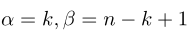 α = k, β = n − k + 1